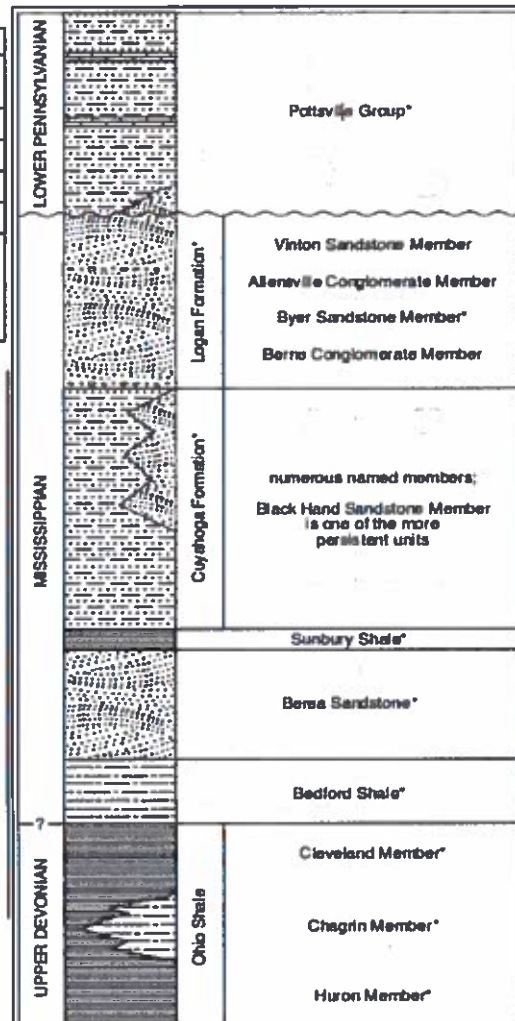 LOWER PENNSYLVANIAN
Pottsville Group*
MISSISSIPPIAN
Logan Formation*
Vinton Sandstone Member
Allensville Conglomerate Member
Byer Sandstone Member*
Berne Conglomerate Member
Cuyahoga Formation*
numerous named members;
Black Hand Sandstone Member
is one of the more
persistent units
Sunbury Shale*
Berea Sandstone*
Bedford Shale*
?
UPPER DEVONIAN
Ohio Shale
Cleveland Member*
Chagrin Member*
Huron Member*